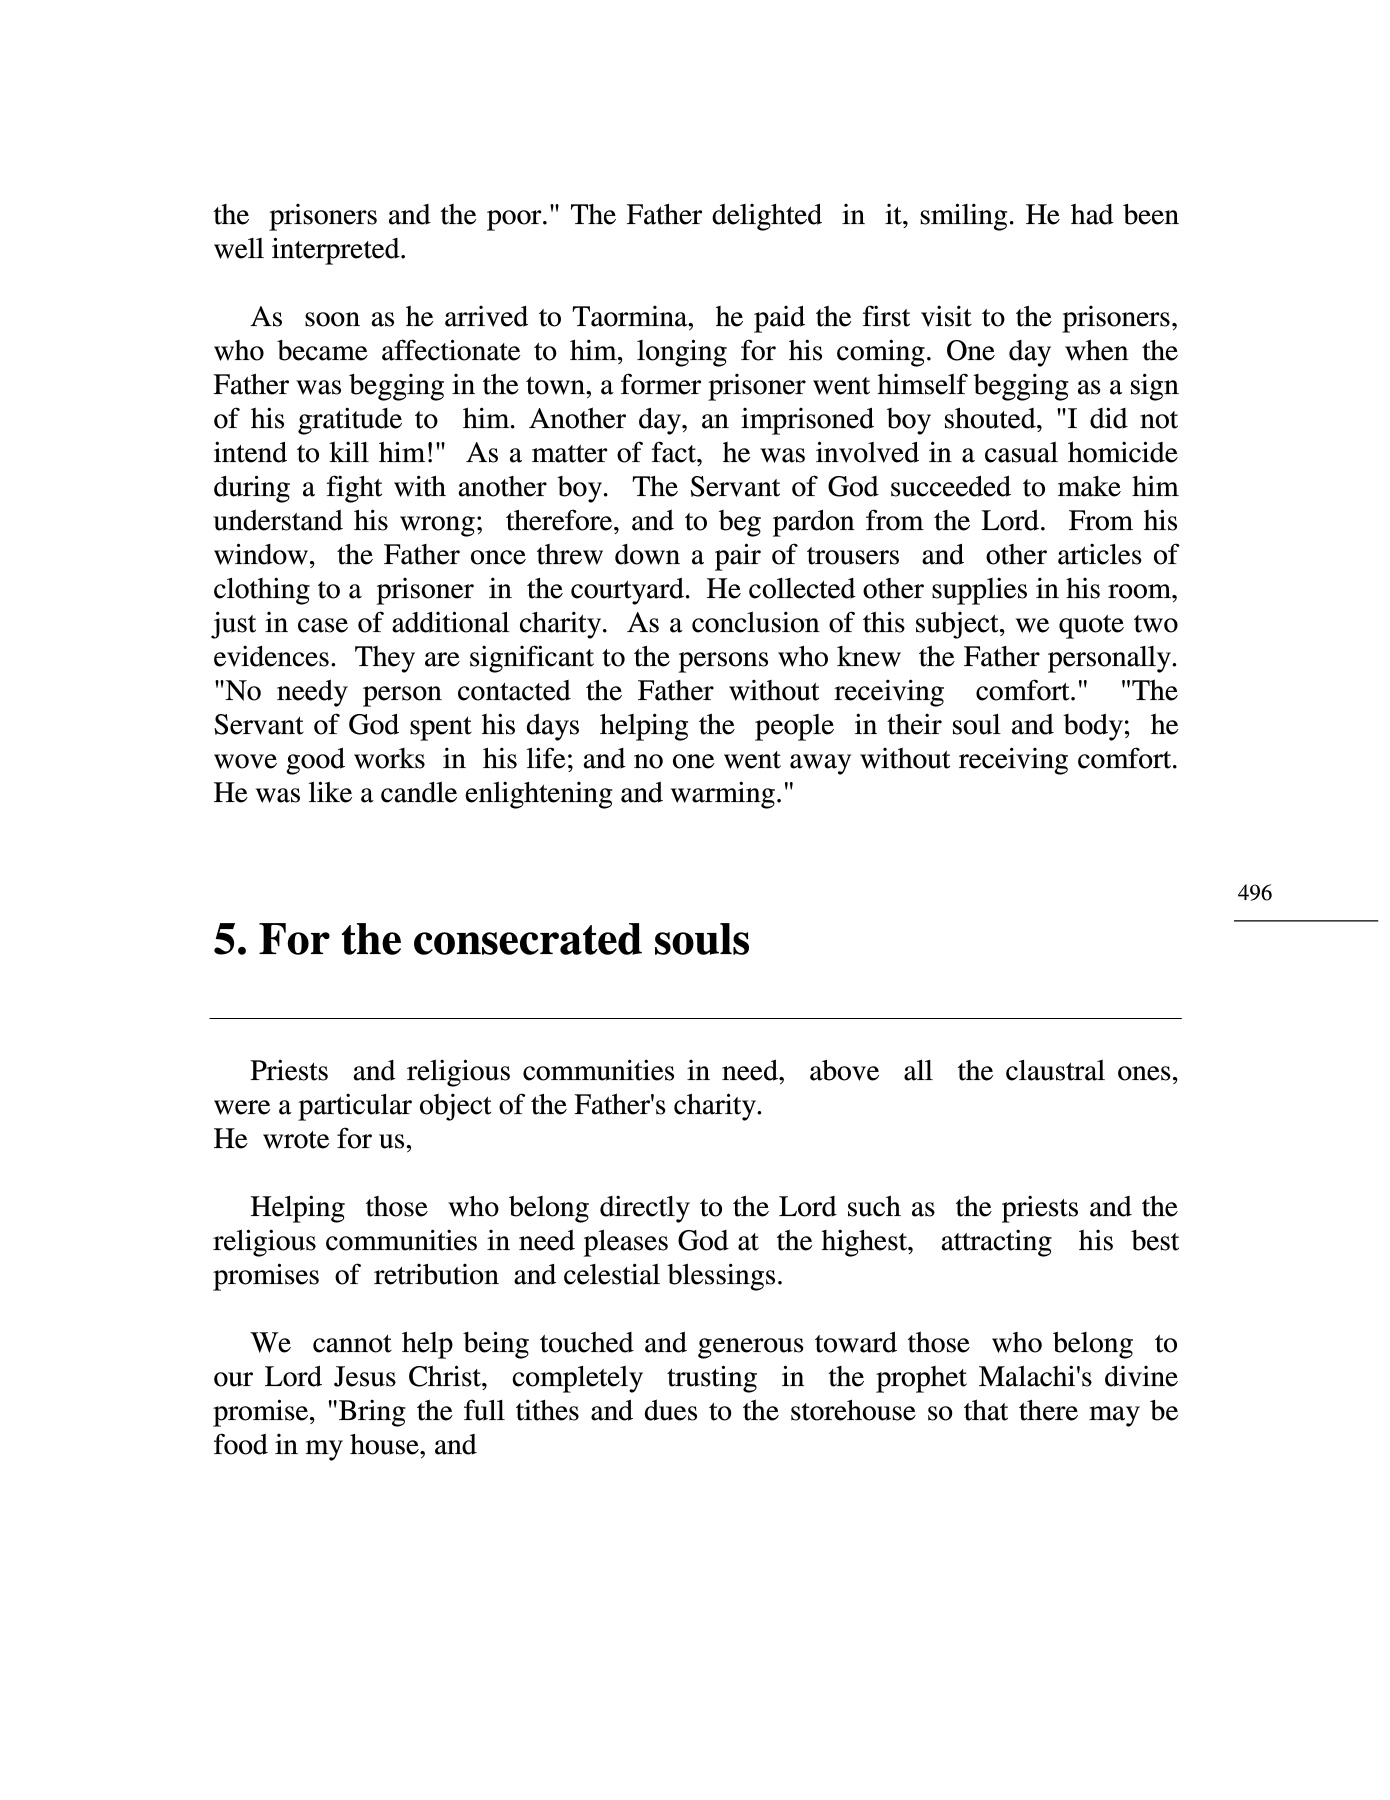 the prisoners and the poor." The Father delighted in it, smiling. He had been
well interpreted.
As soon as he arrived to Taormina, he paid the first visit to the prisoners,
who became affectionate to him, longing for his coming. One day when the
Father was begging in the town, a former prisoner went himself begging as a sign
of his gratitude to him. Another day, an imprisoned boy shouted, "I did not
intend to kill him!" As a matter of fact, he was involved in a casual homicide
during a fight with another boy. The Servant of God succeeded to make him
understand his wrong; therefore, and to beg pardon from the Lord. From his
window, the Father once threw down a pair of trousers and other articles of
clothing to a prisoner in the courtyard. He collected other supplies in his room,
just in case of additional charity. As a conclusion of this subject, we quote two
evidences. They are significant to the persons who knew the Father personally.
"No needy person contacted the Father without receiving comfort." "The
Servant of God spent his days helping the people in their soul and body; he
wove good works in his life; and no one went away without receiving comfort.
He was like a candle enlightening and warming."
496
5. For the consecrated souls
Priests and religious communities in need, above all the claustral ones,
were a particular object of the Father's charity.
He wrote for us,
Helping those who belong directly to the Lord such as the priests and the
religious communities in need pleases God at the highest, attracting his best
promises of retribution and celestial blessings.
We cannot help being touched and generous toward those who belong to
our Lord Jesus Christ, completely trusting in the prophet Malachi's divine
promise, "Bring the full tithes and dues to the storehouse so that there may be
food in my house, and